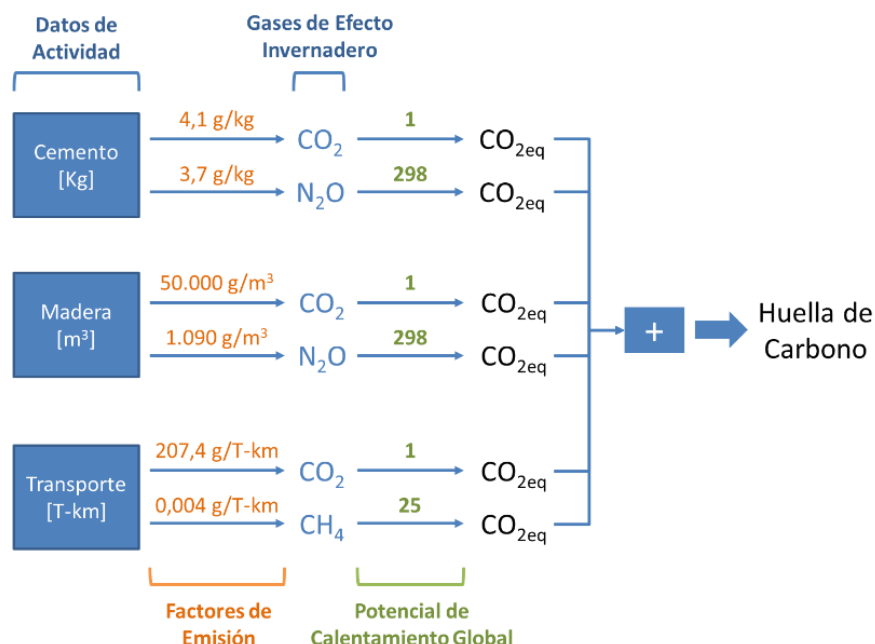 Datos de
Actividad
Gases de Efecto
Invernadero
Cemento
[Kg]
4,1 g/kg
CO₂
1
CO₂eq
3,7 g/kg
N₂O
298
CO₂eq
Madera
[m³]
50.000 g/m³
CO₂
1
CO₂eq
1.090 g/m³
N₂O
298
CO₂eq
+
Huella de
Carbono
Transporte
[T-km]
207,4 g/T-km
CO₂
1
CO₂eq
0,004 g/T-km
CH₄
25
CO₂eq
Factores de
Emisión
Potencial de
Calentamiento Global